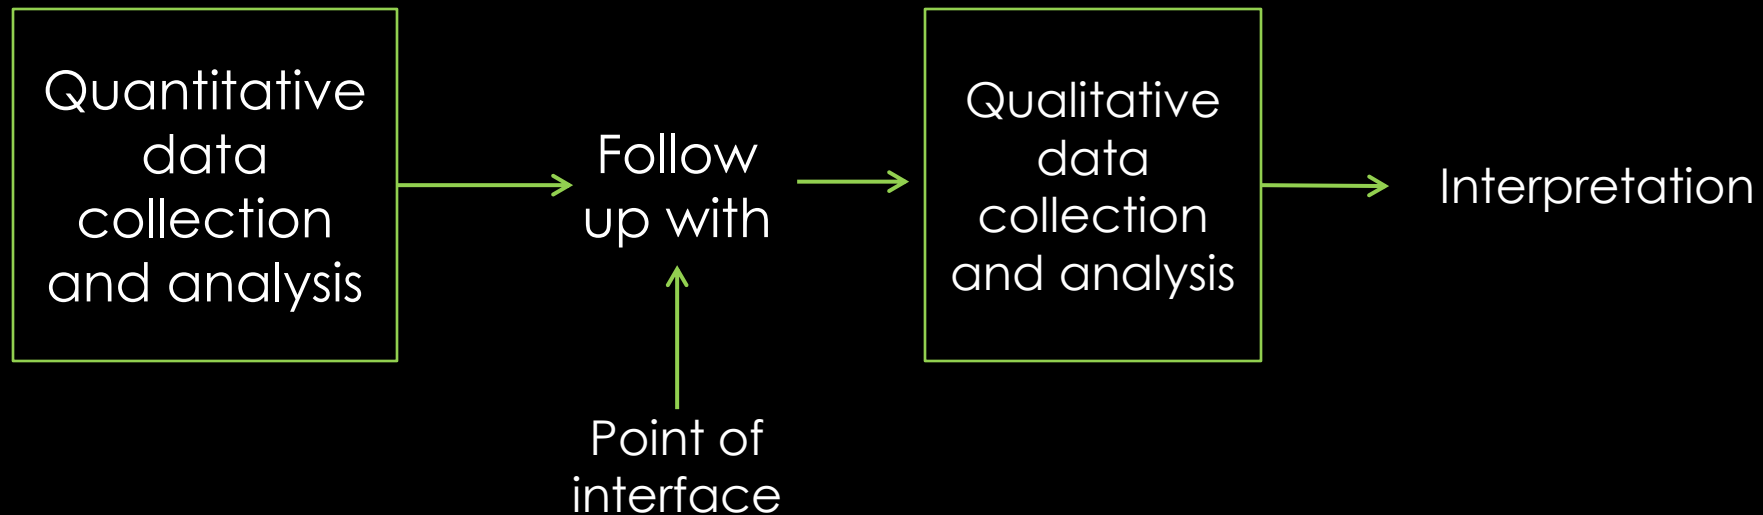 Quantitative
data
collection
and analysis
Follow
up with
Point of
interface
Qualitative
data
collection
and analysis
Interpretation